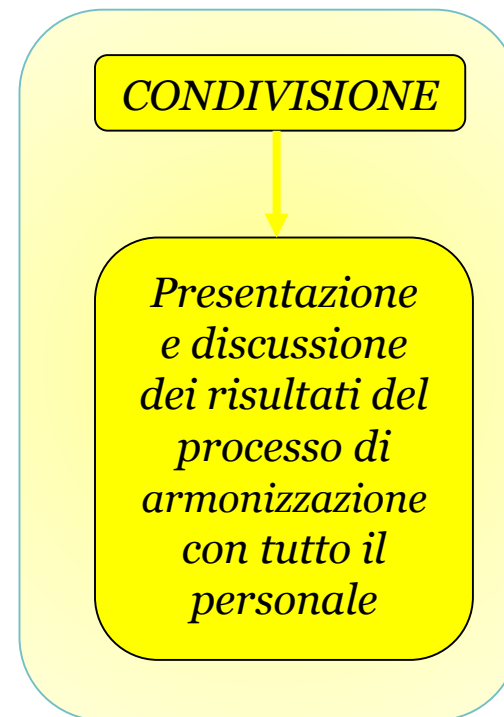 CONDIVISIONE
Presentazione
e discussione
dei risultati del
processo di
armonizzazione
con tutto il
personale